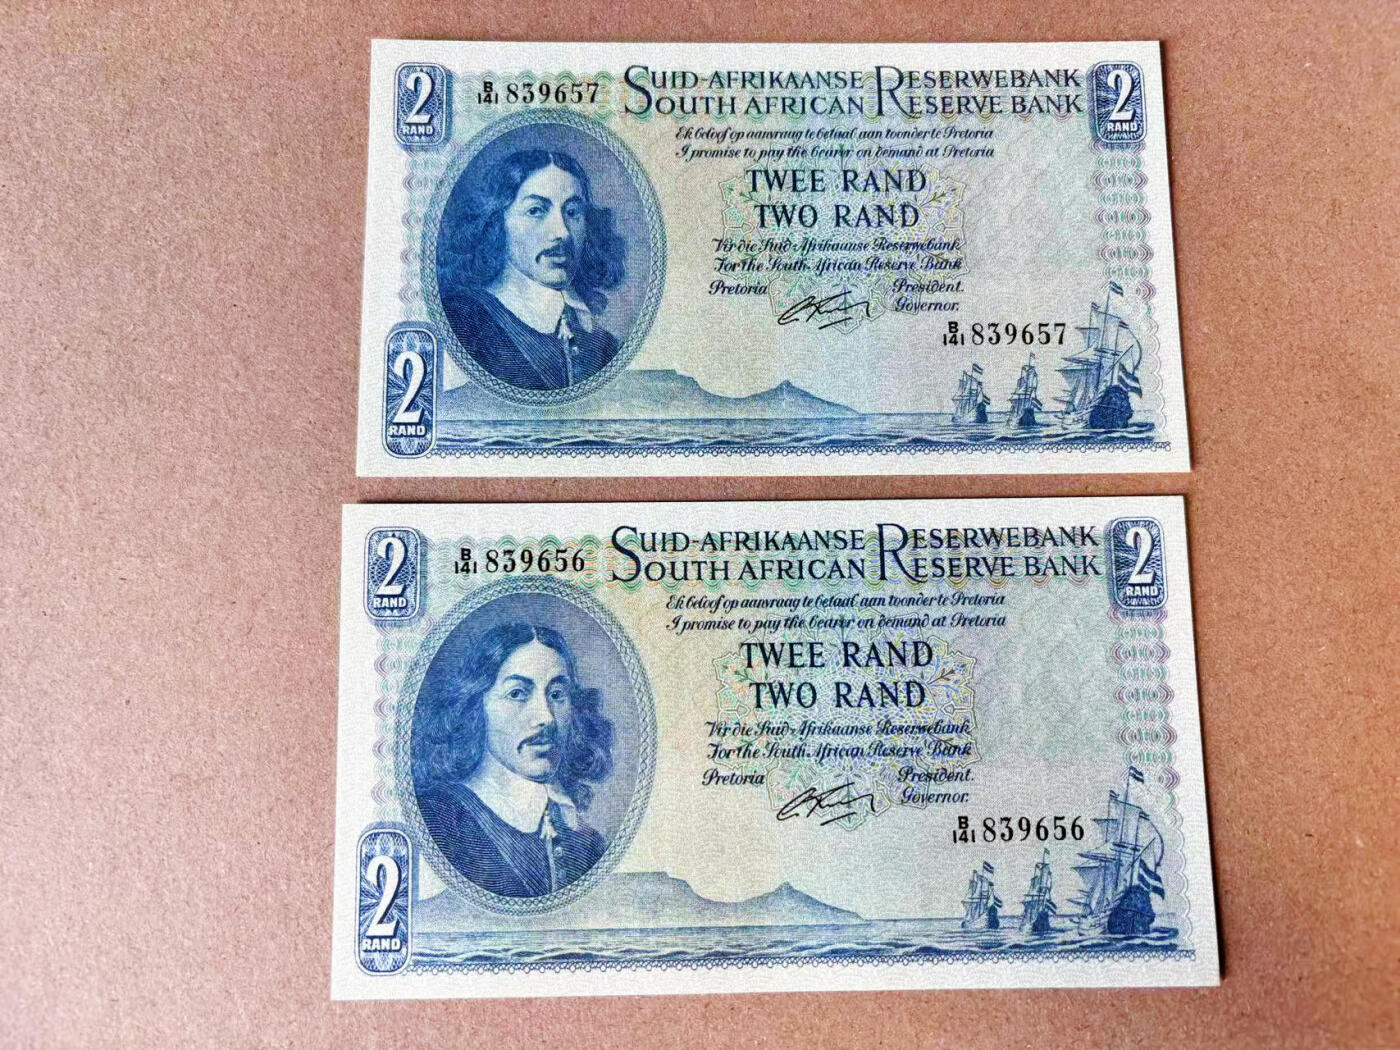 2
RAND
B/141 839657
SUID-AFRIKAANSE RESERWEBANK
SOUTH AFRICAN RESERVE BANK
2
RAND
Ek beloof op aanvraag te betaal aan toonder te Pretoria
I promise to pay the bearer on demand at Pretoria
TWEE RAND
TWO RAND
Vir die Suid-Afrikaanse Reserwebank
For the South African Reserve Bank
Pretoria
President.
Governor.
B/141 839657
2
RAND
2
RAND
B/141 839656
SUID-AFRIKAANSE RESERWEBANK
SOUTH AFRICAN RESERVE BANK
2
RAND
Ek beloof op aanvraag te betaal aan toonder te Pretoria
I promise to pay the bearer on demand at Pretoria
TWEE RAND
TWO RAND
Vir die Suid-Afrikaanse Reserwebank
For the South African Reserve Bank
Pretoria
President.
Governor.
B/141 839656
2
RAND